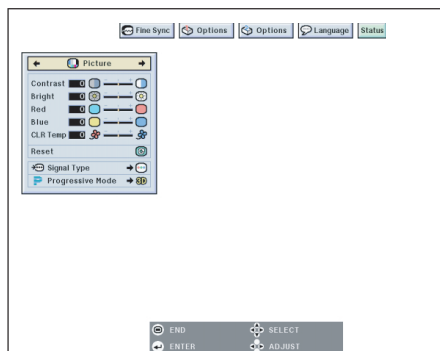 Fine Sync Options Options Language Status
Picture
Contrast 0
Bright 0
Red 0
Blue 0
CLR Temp 0
Reset
Signal Type
P Progressive Mode
END SELECT
ENTER ADJUST